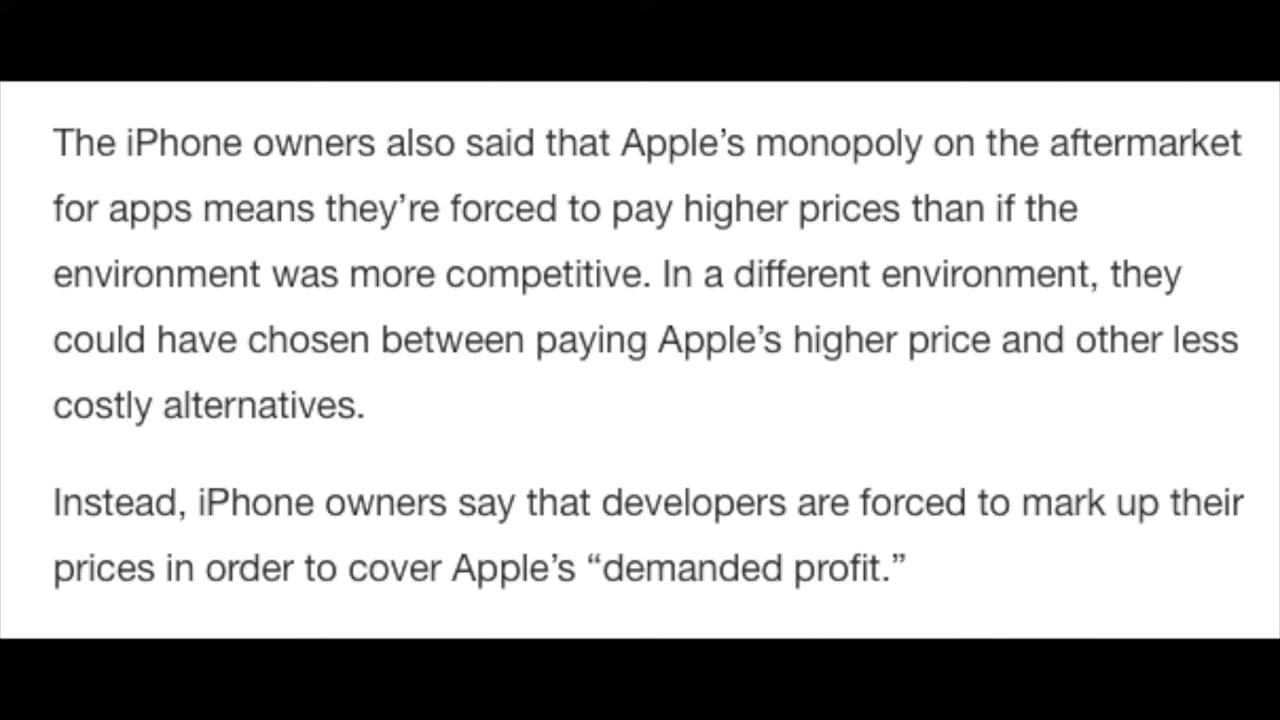 The iPhone owners also said that Apple’s monopoly on the aftermarket
for apps means they’re forced to pay higher prices than if the
environment was more competitive. In a different environment, they
could have chosen between paying Apple’s higher price and other less
costly alternatives.
Instead, iPhone owners say that developers are forced to mark up their
prices in order to cover Apple’s “demanded profit.”